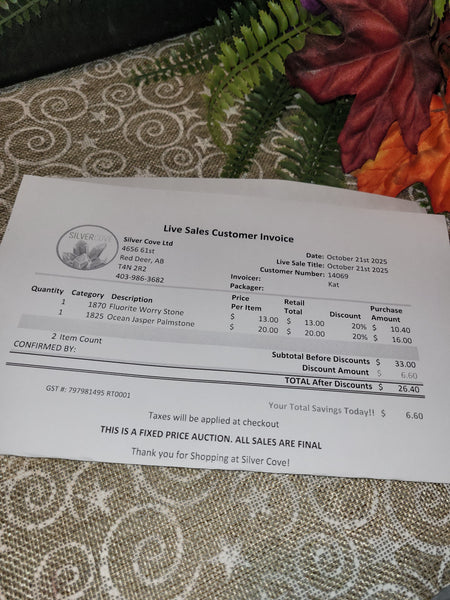 Live Sales Customer Invoice
SILVERCOVE
Silver Cove Ltd
4656 61st
Red Deer, AB
T4N 2R2
403-986-3682
Date: October 21st 2025
Live Sale Title: October 21st 2025
Customer Number: 14069
Invoicer: Kat
Packager:
Quantity Category Description Price Per Item Retail Total Discount Purchase Amount
1 1870 Fluorite Worry Stone $ 13.00 $ 13.00 20% $ 10.40
1 1825 Ocean Jasper Palmstone $ 20.00 $ 20.00 20% $ 16.00
2 Item Count
Subtotal Before Discounts $ 33.00
CONFIRMED BY:
Discount Amount $ 6.60
TOTAL After Discounts $ 26.40
GST #: 797981495 RT0001
Your Total Savings Today!! $ 6.60
Taxes will be applied at checkout
THIS IS A FIXED PRICE AUCTION. ALL SALES ARE FINAL
Thank you for Shopping at Silver Cove!